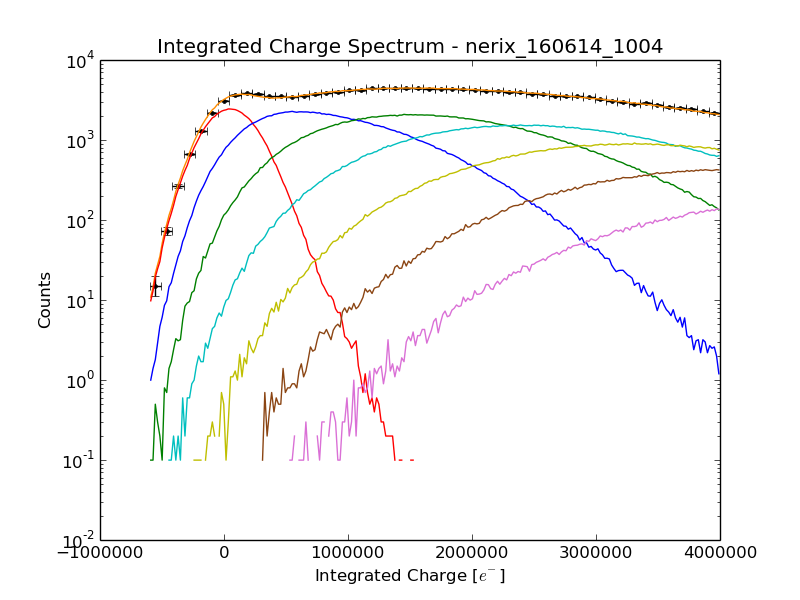 Integrated Charge Spectrum - nerix_160614_1004
10^4
10^3
10^2
10^1
10^0
10^-1
10^-2
Counts
−1000000 0 1000000 2000000 3000000 4000000
Integrated Charge [e^-]